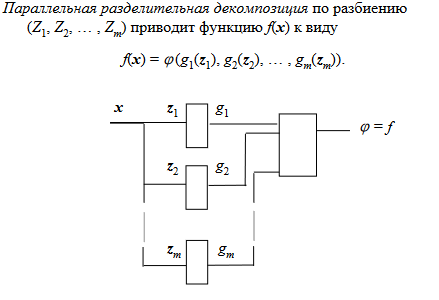 Параллельная разделительная декомпозиция по разбиению
(Z1, Z2, … , Zm) приводит функцию f(x) к виду
f(x) = φ(g1(z1), g2(z2), … , gm(zm)).
x z1 g1
φ = f
z2 g2
zm gm